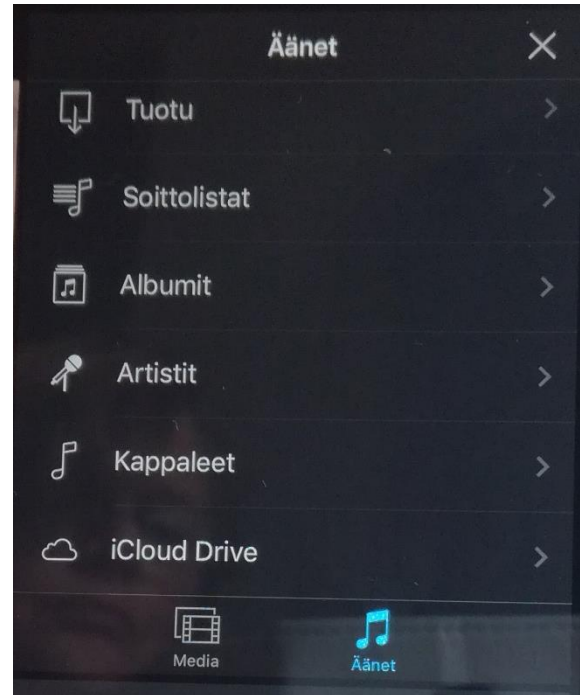 Äänet
Tuotu
Soittolistat
Albumit
Artistit
Kappaleet
iCloud Drive
Media
Äänet